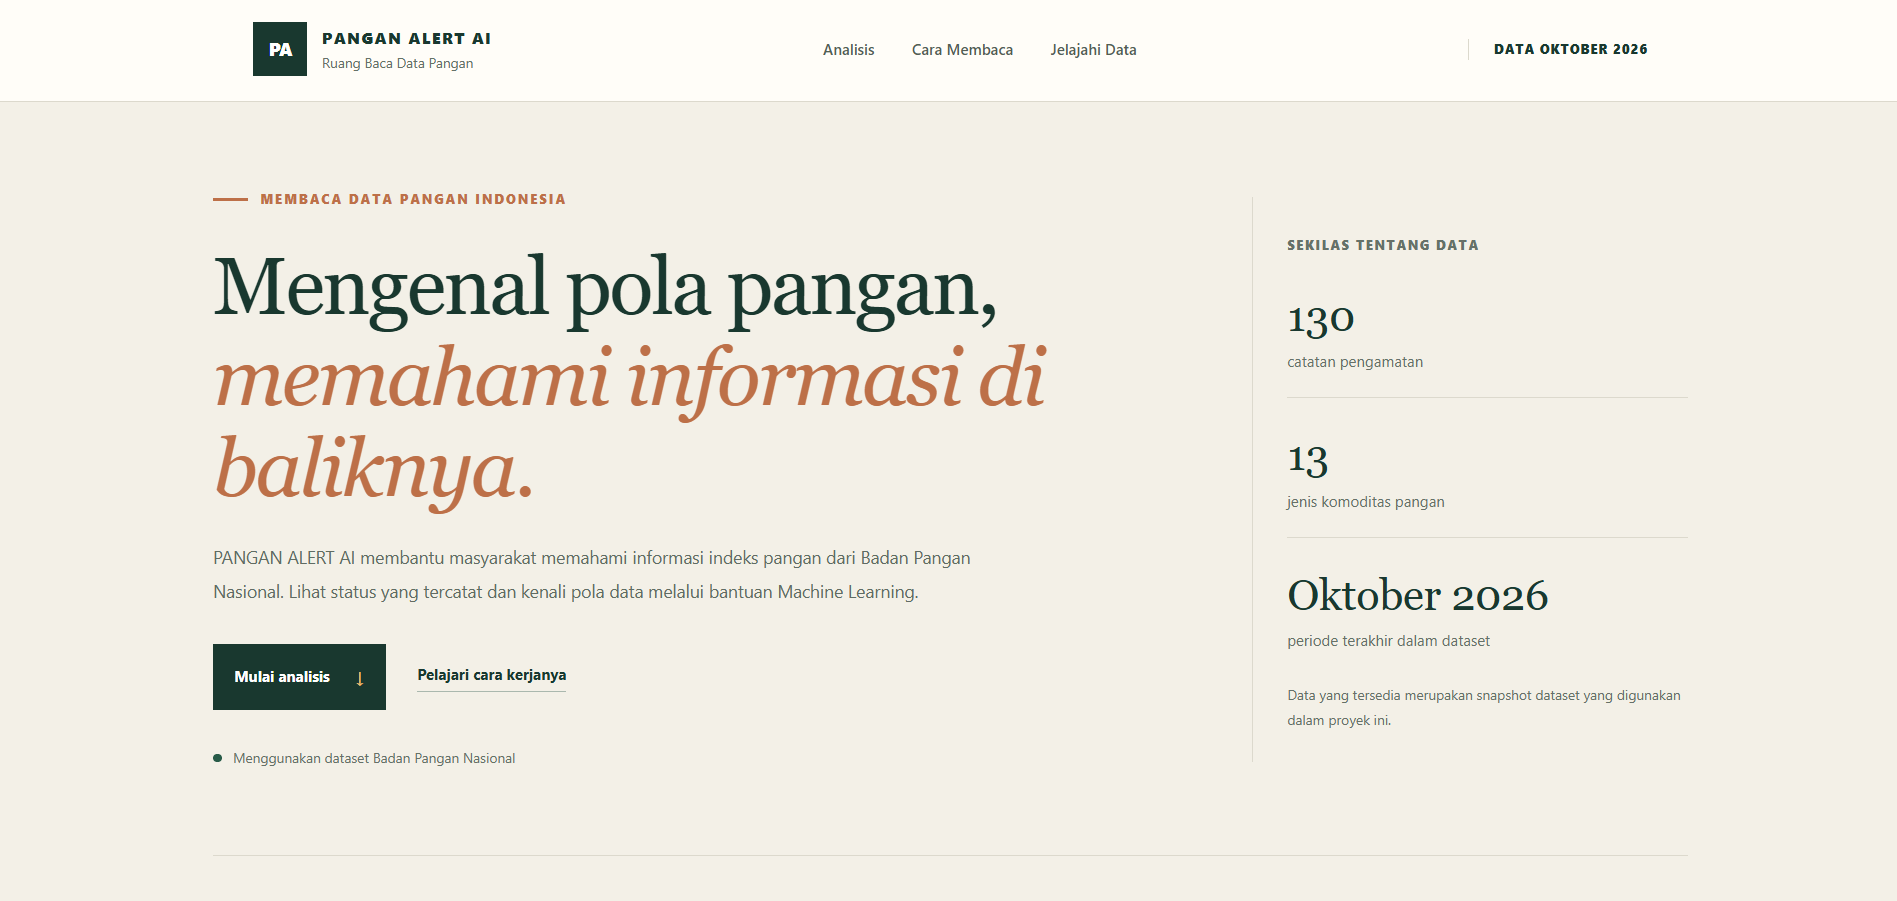 PA
PANGAN ALERT AI
Ruang Baca Data Pangan
Analisis
Cara Membaca
Jelajahi Data
DATA OKTOBER 2026
MEMBACA DATA PANGAN INDONESIA
Mengenal pola pangan,
memahami informasi di
baliknya.
PANGAN ALERT AI membantu masyarakat memahami informasi indeks pangan dari Badan Pangan
Nasional. Lihat status yang tercatat dan kenali pola data melalui bantuan Machine Learning.
Mulai analisis ↓
Pelajari cara kerjanya
Menggunakan dataset Badan Pangan Nasional
SEKILAS TENTANG DATA
130
catatan pengamatan
13
jenis komoditas pangan
Oktober 2026
periode terakhir dalam dataset
Data yang tersedia merupakan snapshot dataset yang digunakan
dalam proyek ini.